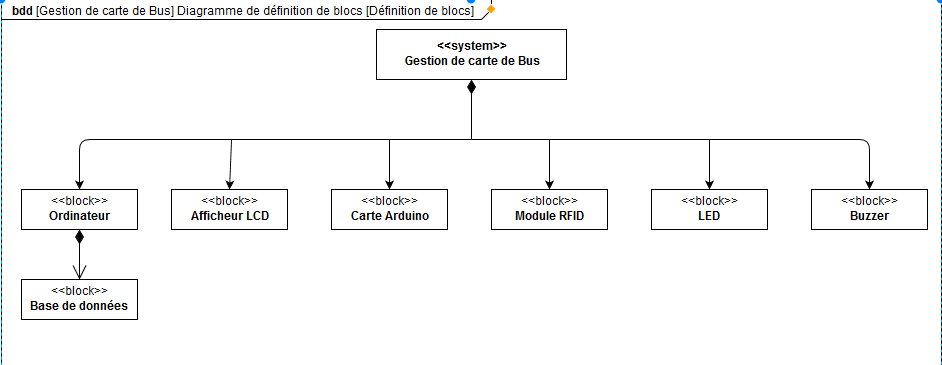 bdd [Gestion de carte de Bus] Diagramme de définition de blocs [Définition de blocs]
<<system>>
Gestion de carte de Bus
<<block>>
Ordinateur
<<block>>
Afficheur LCD
<<block>>
Carte Arduino
<<block>>
Module RFID
<<block>>
LED
<<block>>
Buzzer
<<block>>
Base de données